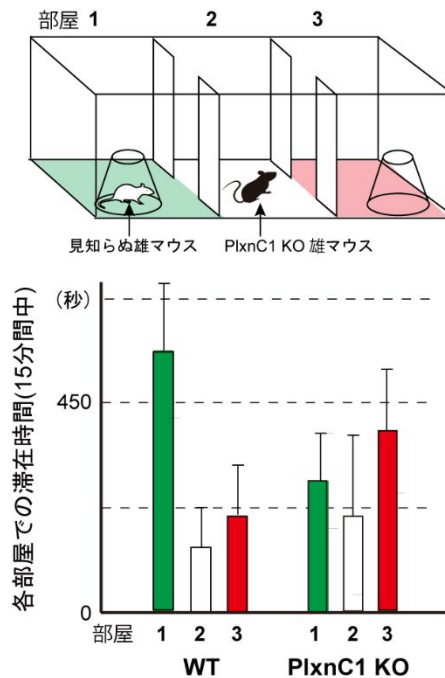 部屋 1 2 3
見知らぬ雄マウス PlxnC1 KO 雄マウス
各部屋での滞在時間(15分間中)
(秒)
450
0
部屋 1 2 3 1 2 3
WT PlxnC1 KO